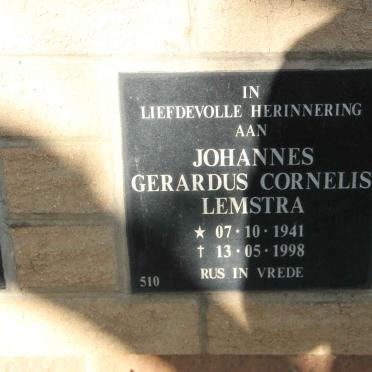 IN
LIEFDEVOLLE HERINNERING
AAN
JOHANNES
GERARDUS CORNELIS
LEMSTRA
★ 07·10·1941
† 13·05·1998
RUS IN VREDE
510